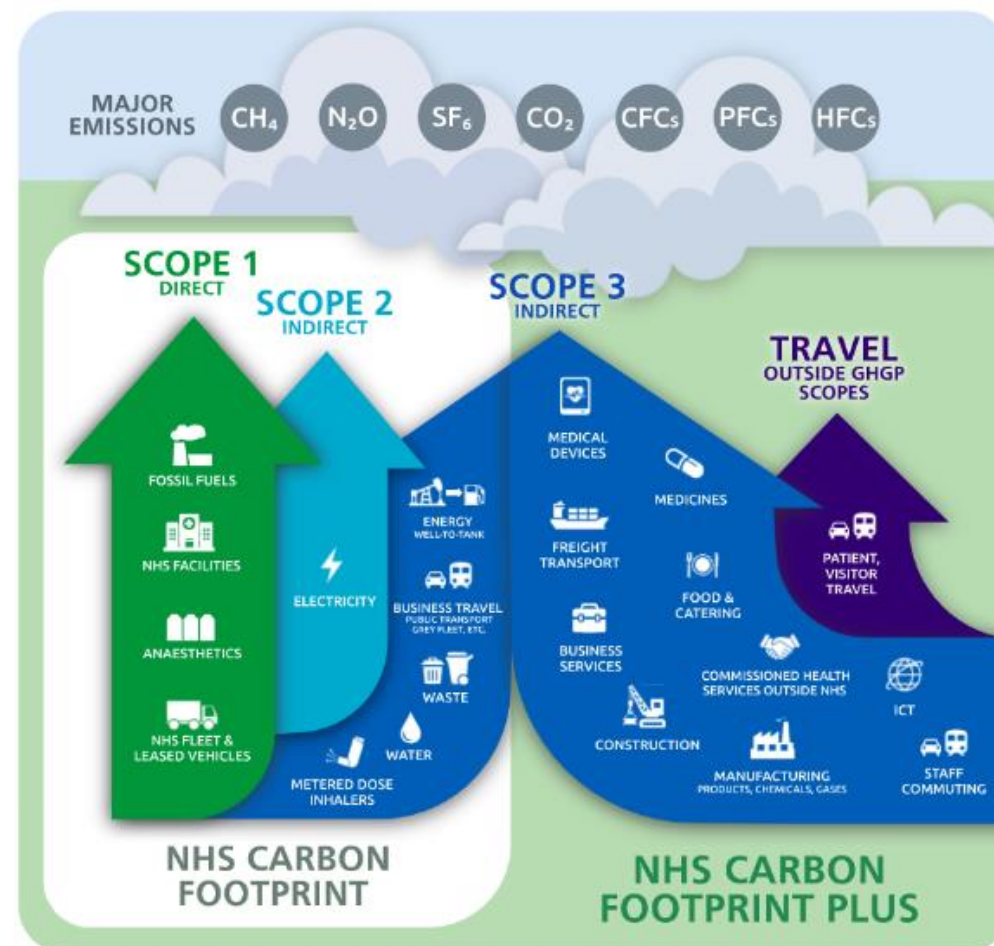 MAJOR
EMISSIONS
CH₄
N₂O
SF₆
CO₂
CFCs
PFCs
HFCs
SCOPE 1
DIRECT
FOSSIL FUELS
NHS FACILITIES
ANAESTHETICS
NHS FLEET &
LEASED VEHICLES
SCOPE 2
INDIRECT
ELECTRICITY
SCOPE 3
INDIRECT
ENERGY
WELL-TO-TANK
BUSINESS TRAVEL
PUBLIC TRANSPORT
GREY FLEET, ETC.
WASTE
WATER
METERED DOSE
INHALERS
MEDICAL
DEVICES
MEDICINES
FREIGHT
TRANSPORT
FOOD &
CATERING
BUSINESS
SERVICES
COMMISSIONED HEALTH
SERVICES OUTSIDE NHS
ICT
CONSTRUCTION
MANUFACTURING
PRODUCTS, CHEMICALS, GASES
STAFF
COMMUTING
TRAVEL
OUTSIDE GHGP
SCOPES
PATIENT,
VISITOR
TRAVEL
NHS CARBON
FOOTPRINT
NHS CARBON
FOOTPRINT PLUS